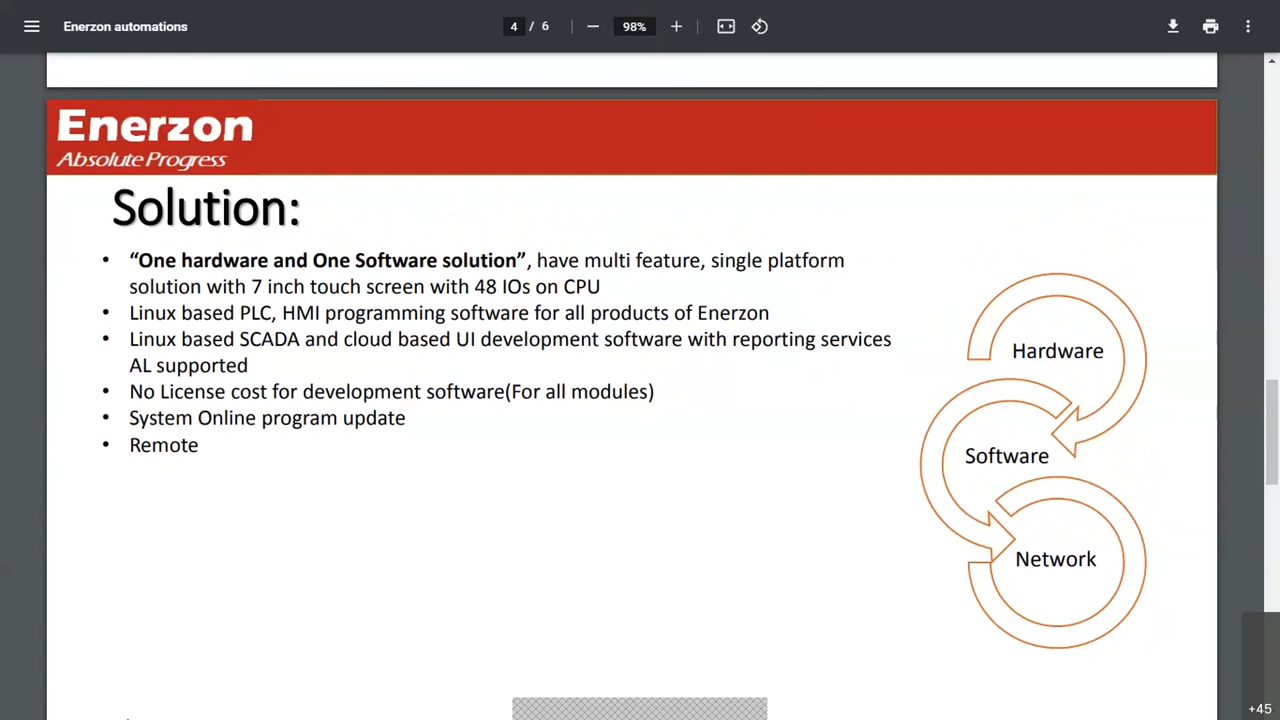 Enerzon automations
4 / 6
98%
Enerzon
Absolute Progress
Solution:
• “One hardware and One Software solution”, have multi feature, single platform
solution with 7 inch touch screen with 48 IOs on CPU
• Linux based PLC, HMI programming software for all products of Enerzon
• Linux based SCADA and cloud based UI development software with reporting services
AL supported
• No License cost for development software(For all modules)
• System Online program update
• Remote
Hardware
Software
Network
+45